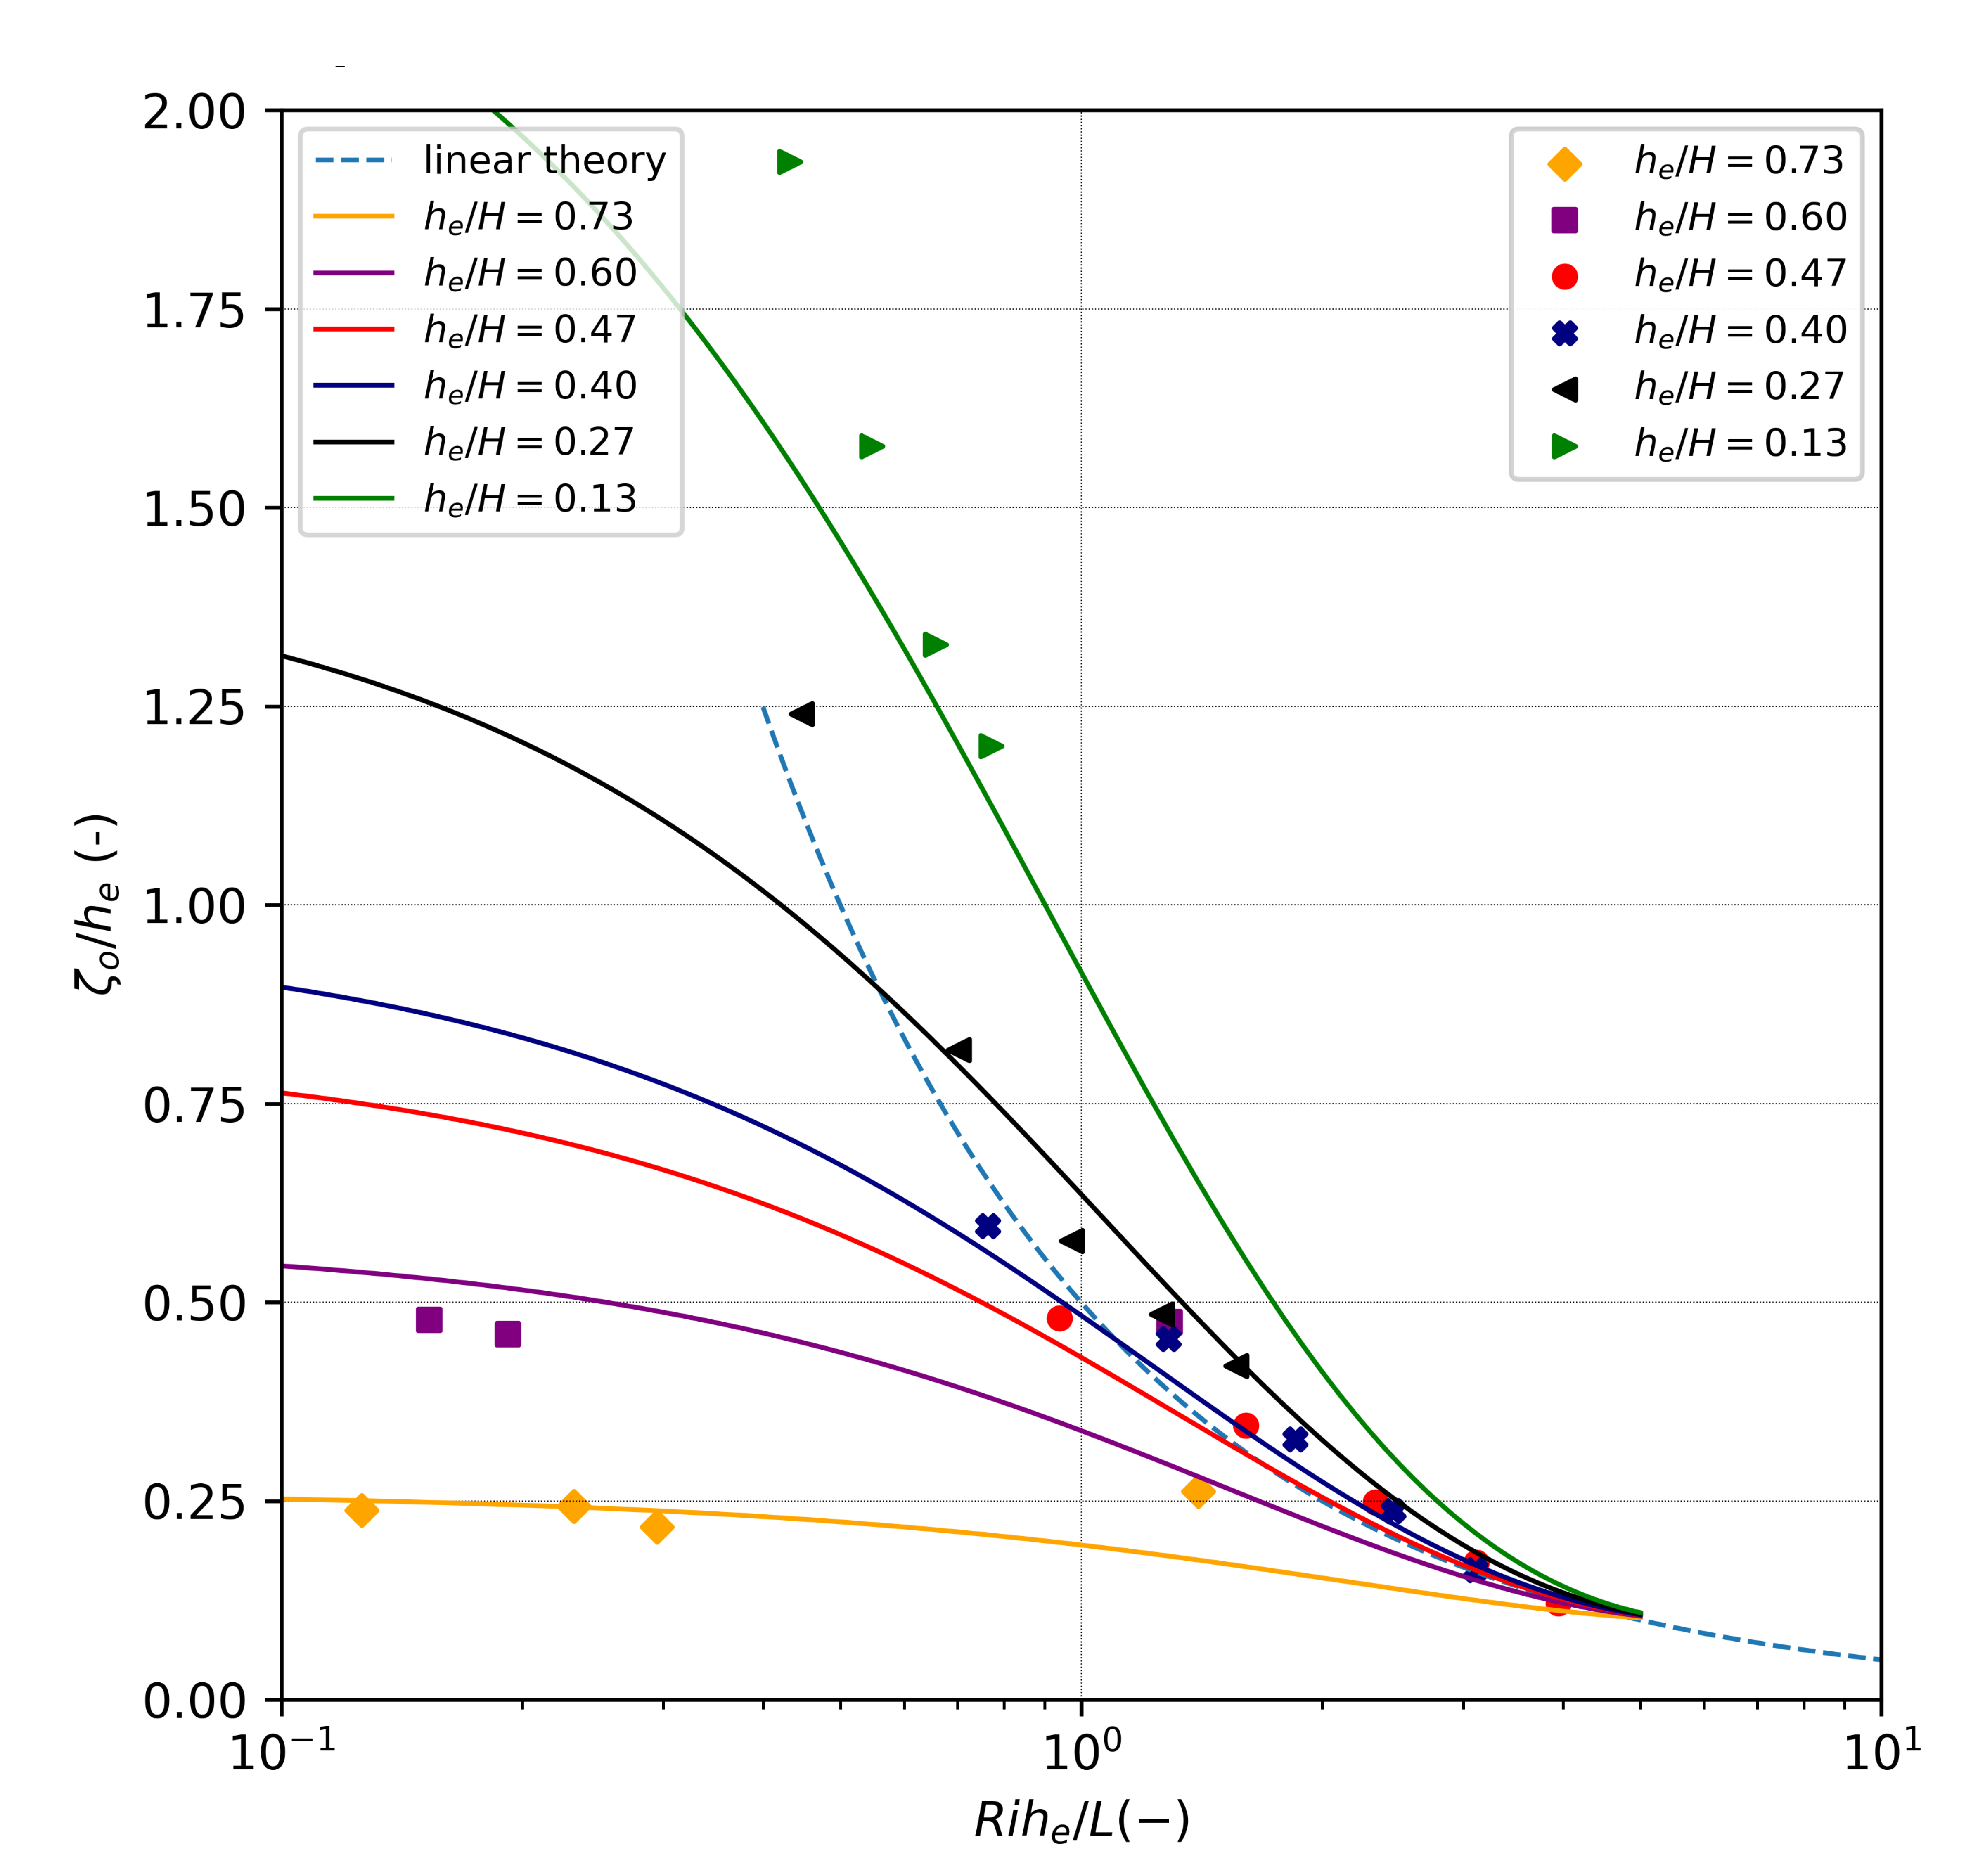 2.00
1.75
1.50
1.25
1.00
0.75
0.50
0.25
0.00
ζₒ/hₑ (-)
linear theory
hₑ/H = 0.73
hₑ/H = 0.60
hₑ/H = 0.47
hₑ/H = 0.40
hₑ/H = 0.27
hₑ/H = 0.13
hₑ/H = 0.73
hₑ/H = 0.60
hₑ/H = 0.47
hₑ/H = 0.40
hₑ/H = 0.27
hₑ/H = 0.13
10⁻¹ 10⁰ 10¹
Rihₑ/L(−)